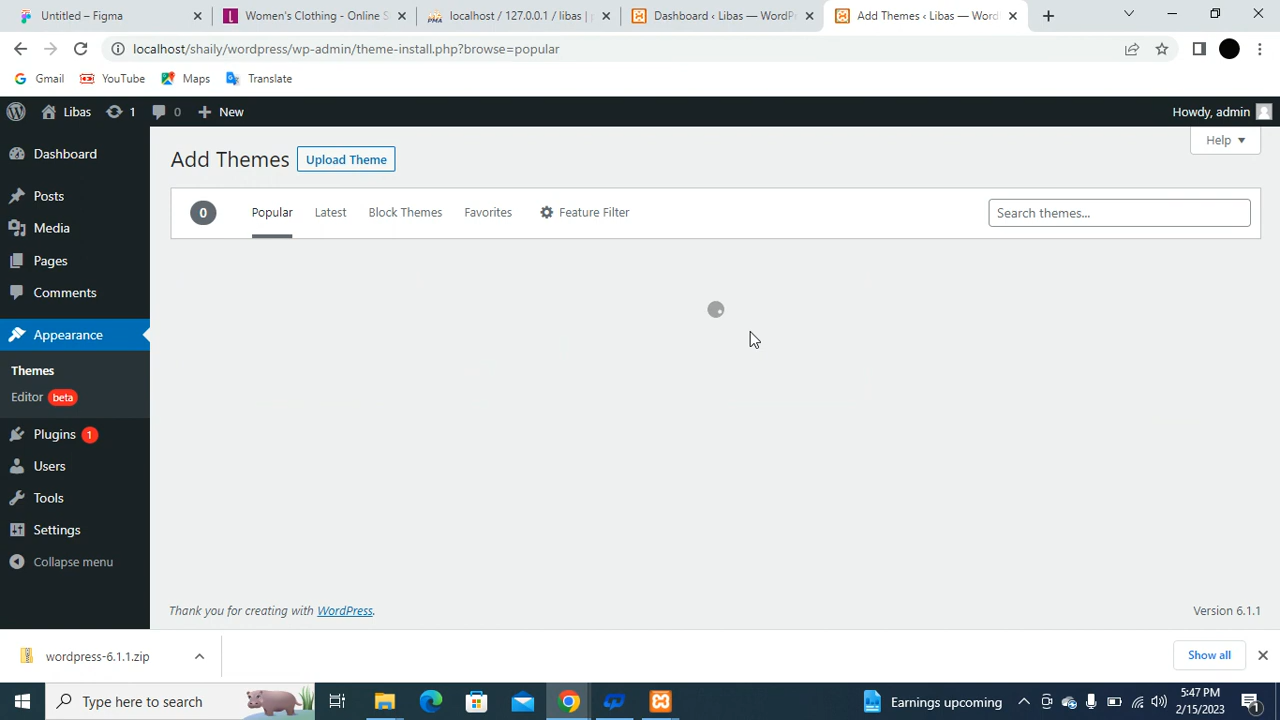 Untitled – Figma
Women's Clothing - Online S
localhost / 127.0.0.1 / libas | p
Dashboard ‹ Libas — WordP
Add Themes ‹ Libas — Word
localhost/shaily/wordpress/wp-admin/theme-install.php?browse=popular
Gmail
YouTube
Maps
Translate
Libas
1
0
New
Howdy, admin
Dashboard
Posts
Media
Pages
Comments
Appearance
Themes
Editor beta
Plugins 1
Users
Tools
Settings
Collapse menu
Add Themes
Upload Theme
Help
0
Popular
Latest
Block Themes
Favorites
Feature Filter
Search themes...
Thank you for creating with WordPress.
Version 6.1.1
wordpress-6.1.1.zip
Show all
Type here to search
Earnings upcoming
5:47 PM
2/15/2023
1